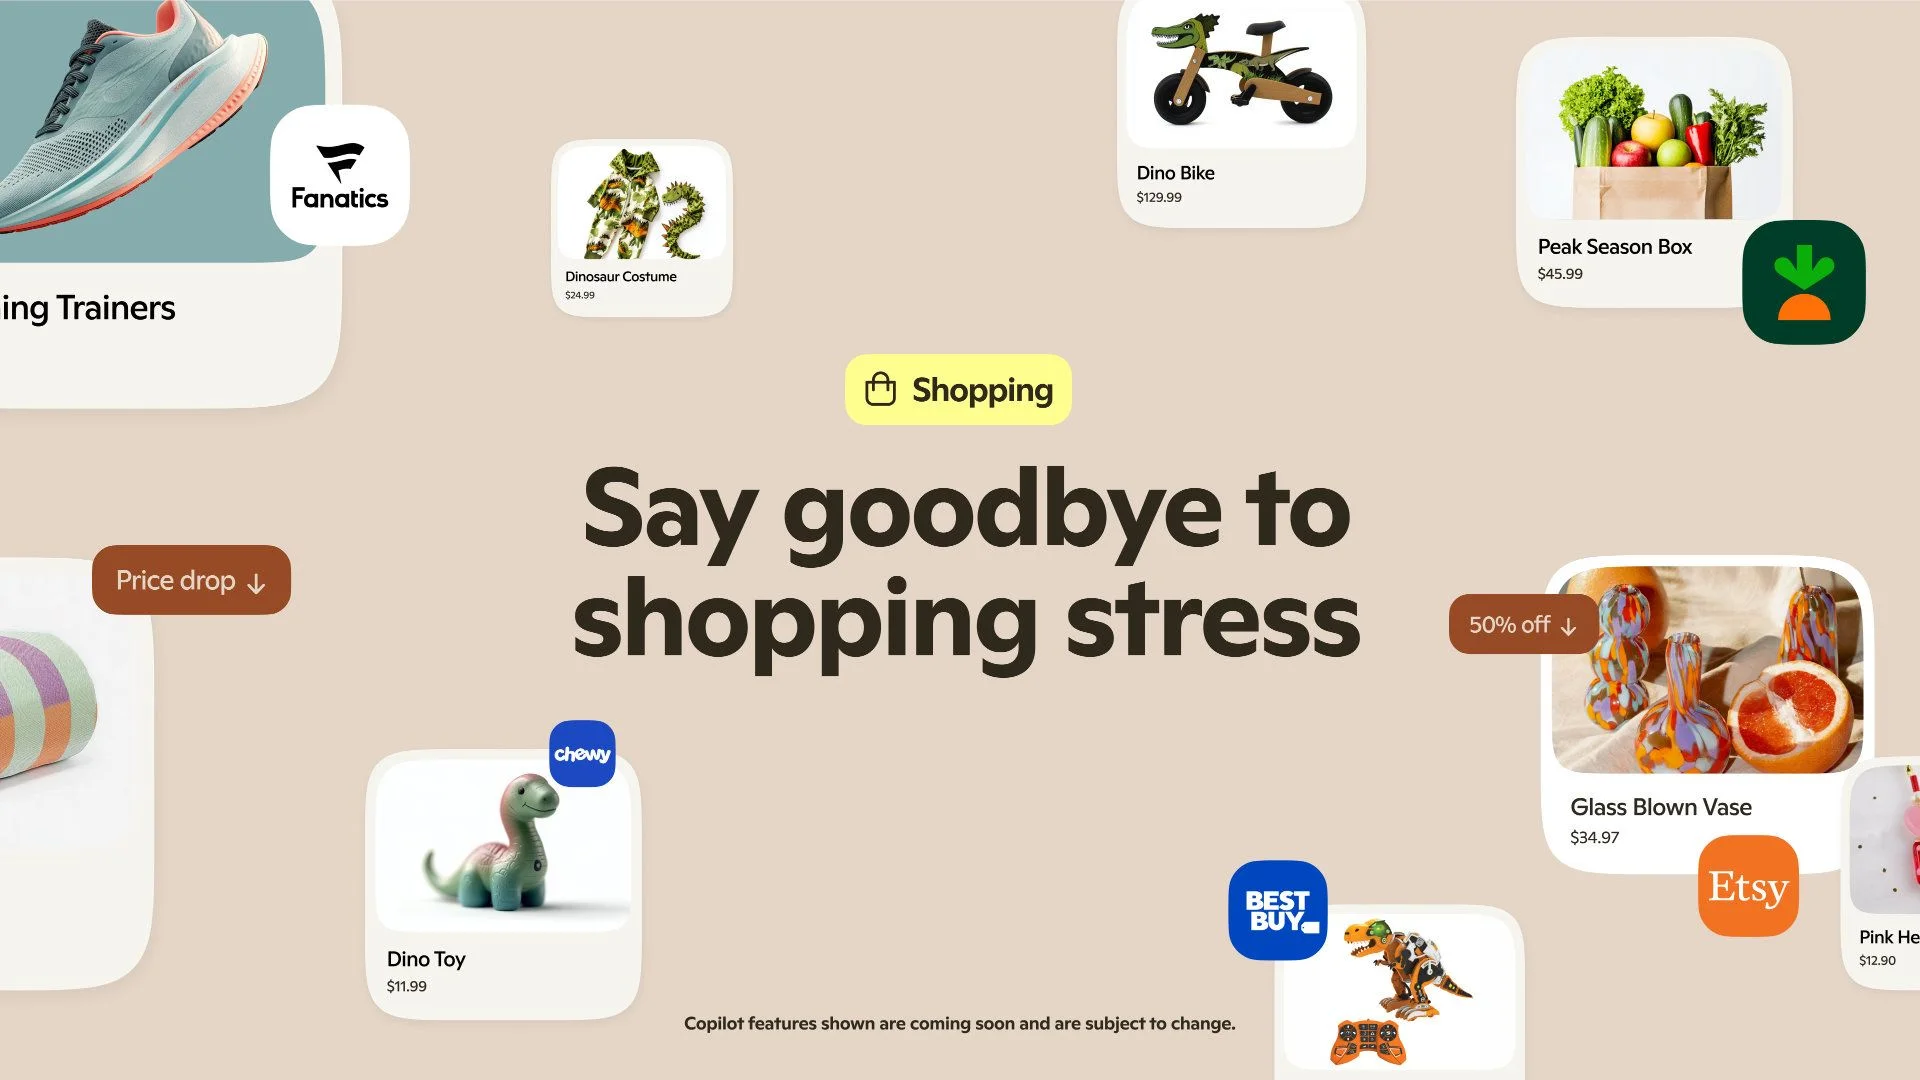 Fanatics
ing Trainers
Dinosaur Costume
$24.99
Dino Bike
$129.99
Peak Season Box
$45.99
Shopping
Say goodbye to
shopping stress
Price drop ↓
50% off ↓
Glass Blown Vase
$34.97
Etsy
Pink He
$12.90
chewy
Dino Toy
$11.99
BEST
BUY
Copilot features shown are coming soon and are subject to change.